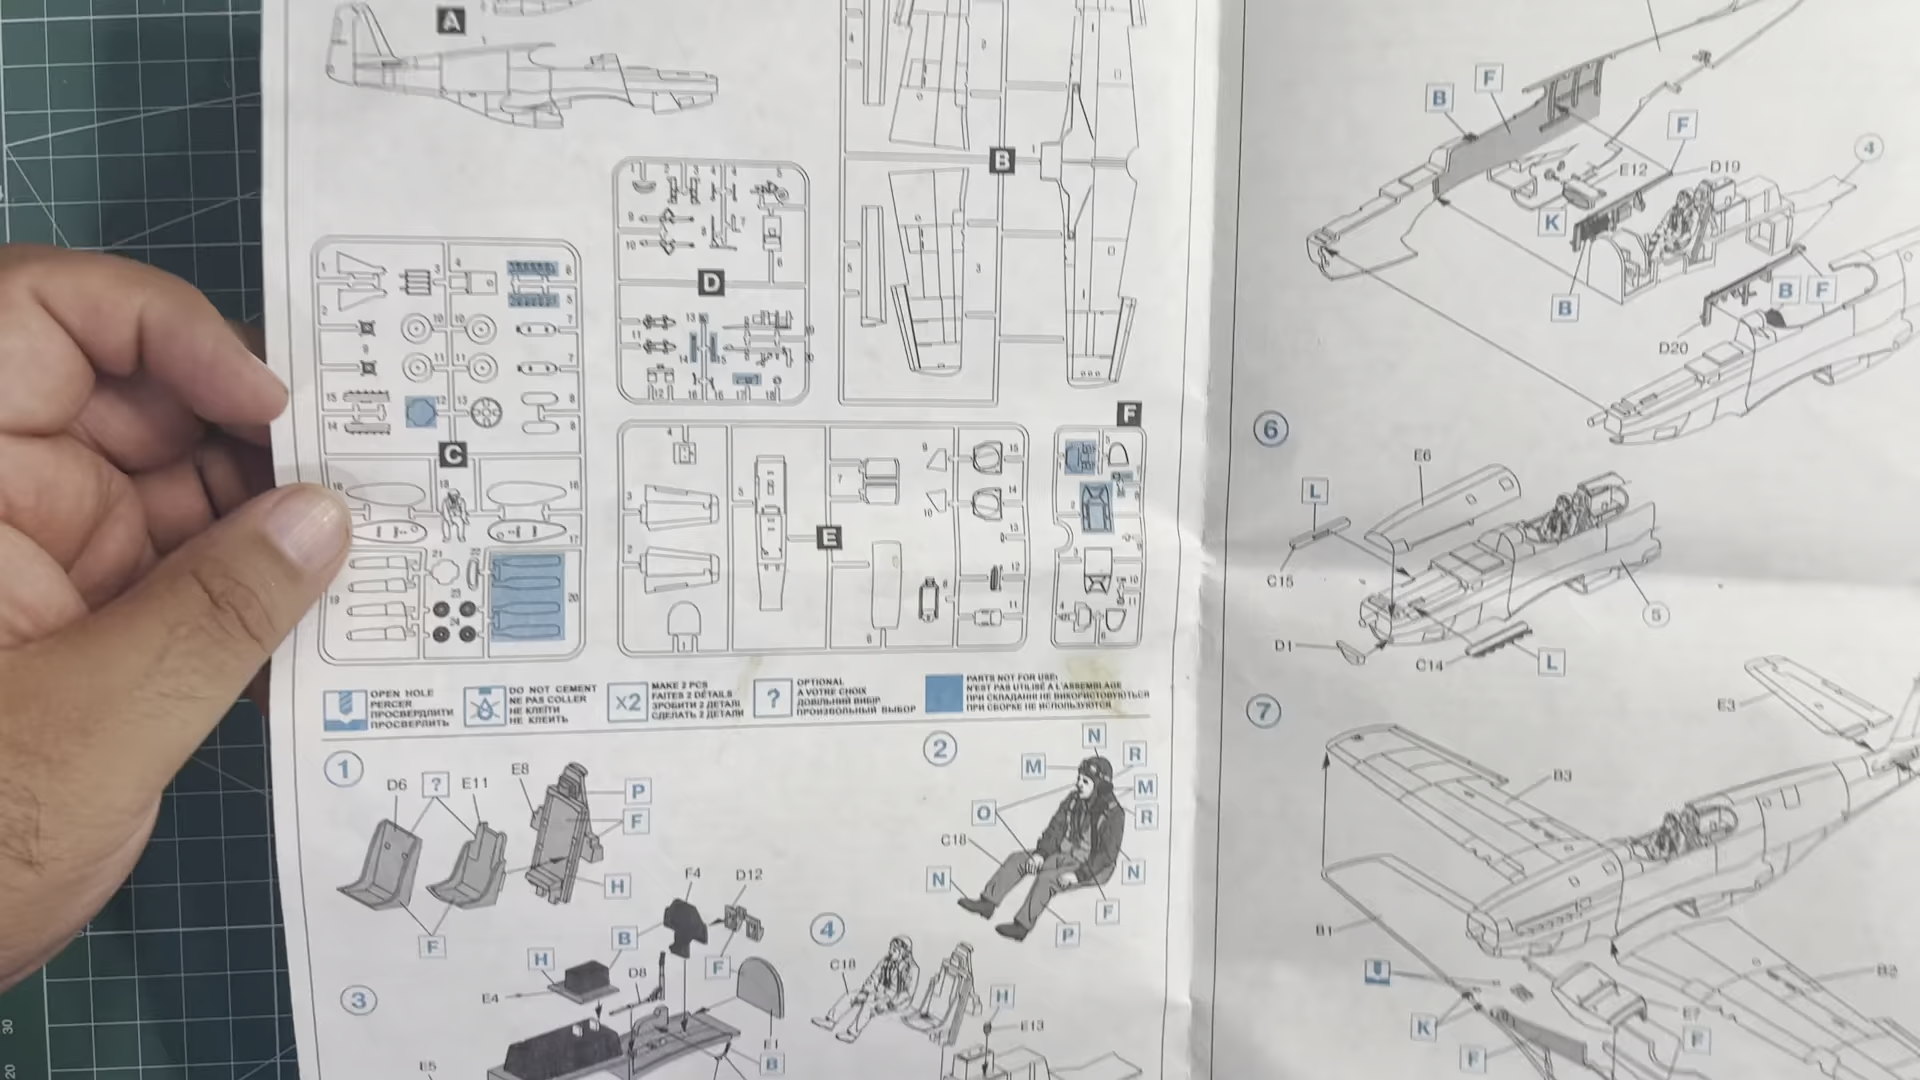 A
B
D
C
E
F
OPEN HOLE
PERCER
ПРОСВЕРДЛИТИ
ПРОСВЕРЛИТЬ
DO NOT CEMENT
NE PAS COLLER
НЕ КЛЕЇТИ
НЕ КЛЕИТЬ
x2
MAKE 2 PCS
FAITES 2 DÉTAILS
ЗРОБИТИ 2 ДЕТАЛІ
СДЕЛАТЬ 2 ДЕТАЛИ
?
OPTIONAL
A VOTRE CHOIX
ДОВІЛЬНИЙ ВИБІР
ПРОИЗВОЛЬНЫЙ ВЫБОР
PARTS NOT FOR USE:
N'EST PAS UTILISÉ A L'ASSEMBLAGE
ПРИ СКЛАДАННІ НЕ ВИКОРИСТОВУЮТЬСЯ
ПРИ СБОРКЕ НЕ ИСПОЛЬЗУЮТСЯ
1
D6
?
E11
E8
P
F
H
F
2
N
R
M
M
O
R
C18
N
N
F
P
3
F4
D12
B
F
H
D8
E4
E5
E1
B
4
C18
H
E13
B
F
F
4
E12
D19
K
B
B
F
D20
6
E6
L
C15
5
D1
C14
L
7
E3
B3
B1
B2
K
E7
F
F
30
20